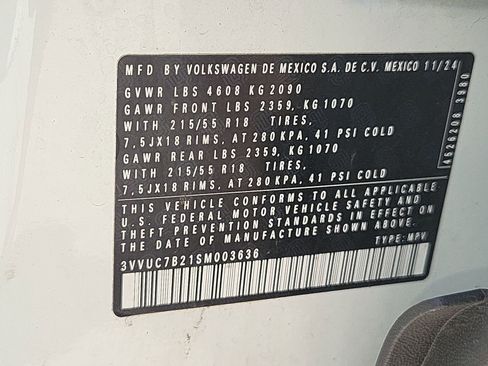 MFD BY VOLKSWAGEN DE MEXICO S.A. DE C.V. MEXICO 11/24
GVWR LBS 4608 KG 2090
GAWR FRONT LBS 2359, KG 1070
WITH 215/55 R18 TIRES,
7,5JX18 RIMS, AT 280 KPA, 41 PSI COLD
GAWR REAR LBS 2359, KG 1070
WITH 215/55 R18 TIRES,
7,5JX18 RIMS, AT 280 KPA, 41 PSI COLD
THIS VEHICLE CONFORMS TO ALL APPLICABLE
U.S. FEDERAL MOTOR VEHICLE SAFETY AND
THEFT PREVENTION STANDARDS IN EFFECT ON
THE DATE OF MANUFACTURE SHOWN ABOVE.
3VVUC7B21SM003636 TYPE: MPV
4526208 3980